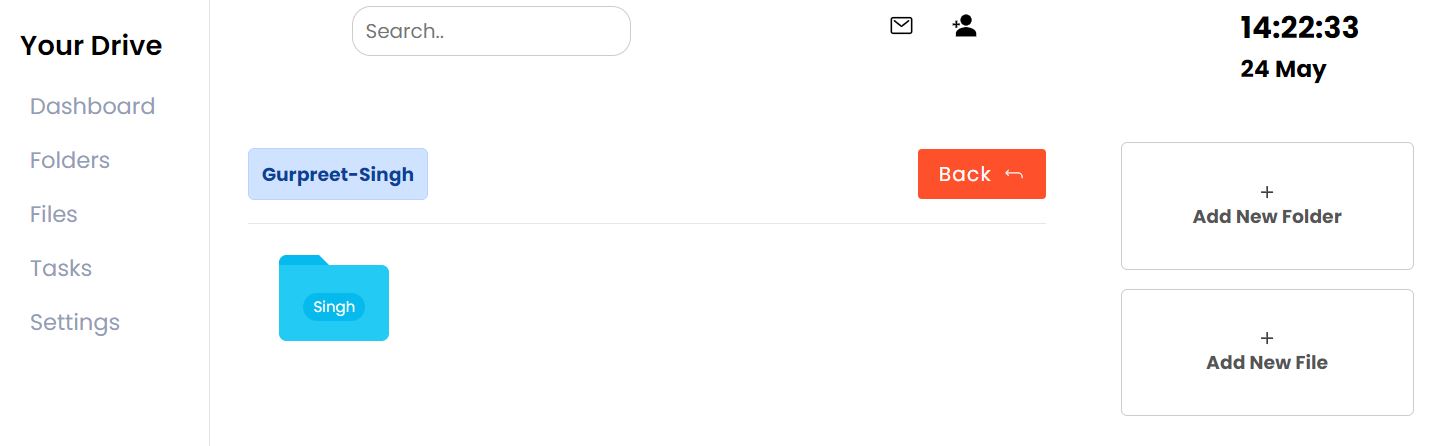 Your Drive
Dashboard
Folders
Files
Tasks
Settings
Search..
14:22:33
24 May
Gurpreet-Singh
Back
Singh
+
Add New Folder
+
Add New File